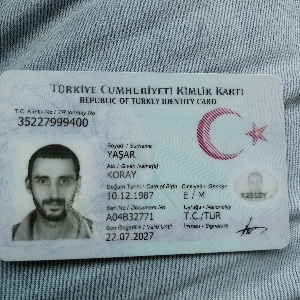 TÜRKİYE CUMHURİYETİ KİMLİK KARTI
REPUBLIC OF TURKEY IDENTITY CARD
T.C. Kimlik No / TR Identity No
35227999400
Soyadı / Surname
YAŞAR
Adı / Given Name(s)
KORAY
Doğum Tarihi / Date of Birth Cinsiyeti / Gender
10.12.1987 E / M
Seri No / Document No Uyruğu / Nationality
A04B32771 T.C./TUR
Son Geçerlilik / Valid Until İmzası / Signature
22.07.2027